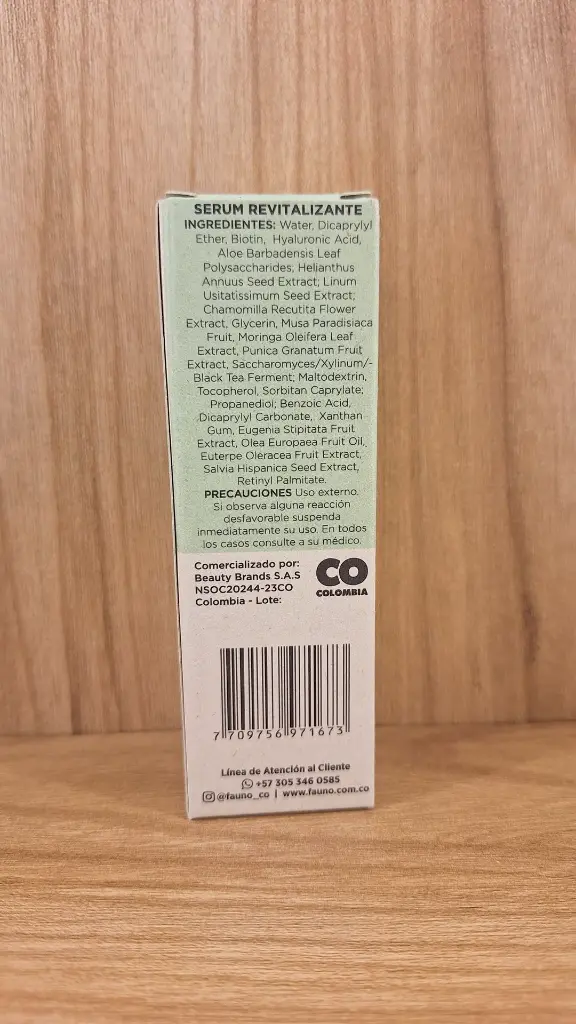 SERUM REVITALIZANTE
INGREDIENTES: Water, Dicaprylyl
Ether, Biotin, Hyaluronic Acid,
Aloe Barbadensis Leaf
Polysaccharides; Helianthus
Annuus Seed Extract; Linum
Usitatissimum Seed Extract;
Chamomilla Recutita Flower
Extract, Glycerin, Musa Paradisiaca
Fruit, Moringa Oleifera Leaf
Extract, Punica Granatum Fruit
Extract, Saccharomyces/Xylinum/-
Black Tea Ferment; Maltodextrin,
Tocopherol, Sorbitan Caprylate;
Propanediol; Benzoic Acid,
Dicaprylyl Carbonate, Xanthan
Gum, Eugenia Stipitata Fruit
Extract, Olea Europaea Fruit Oil,
Euterpe Oleracea Fruit Extract,
Salvia Hispanica Seed Extract,
Retinyl Palmitate.
PRECAUCIONES Uso externo.
Si observa alguna reacción
desfavorable suspenda
inmediatamente su uso. En todos
los casos consulte a su médico.
Comercializado por:
Beauty Brands S.A.S
NSOC20244-23CO
Colombia - Lote:
CO
COLOMBIA
7 709756 971673
Línea de Atención al Cliente
+57 305 346 0585
@fauno_co | www.fauno.com.co